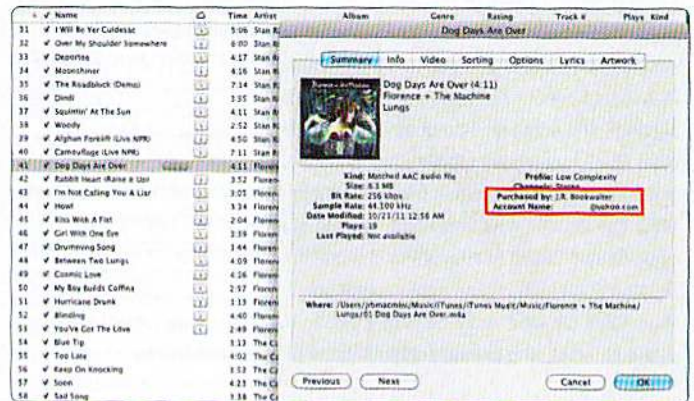 Name Time Artist Album Genre Rating Track # Plays Kind
31 I Will Be Yer Culdesac 5:06 Stan R
32 Over My Shoulder Somewhere 6:00 Stan R
33 Deportee 4:17 Stan R
34 Moonshiner 4:16 Stan R
35 The Roadblock (Demo) 7:14 Stan R
36 Dindi 3:35 Stan R
37 Squintin' At The Sun 4:11 Stan R
38 Woody 2:52 Stan R
39 Afghan Forklift (Live NPR) 4:50 Stan R
40 Camouflage (Live NPR) 7:11 Stan R
41 Dog Days Are Over 4:11 Floren
42 Rabbit Heart (Raise It Up) 3:52 Floren
43 I'm Not Calling You A Liar 3:05 Floren
44 Howl 3:34 Floren
45 Kiss With A Fist 2:04 Floren
46 Girl With One Eye 3:39 Floren
47 Drumming Song 3:44 Floren
48 Between Two Lungs 4:09 Floren
49 Cosmic Love 4:16 Floren
50 My Boy Builds Coffins 2:57 Floren
51 Hurricane Drunk 3:13 Floren
52 Blinding 4:40 Floren
53 You've Got The Love 2:49 Floren
54 Blue Tip 3:13 The C
55 Too Late 4:02 The C
56 Keep On Knocking 3:52 The C
57 Soon 4:23 The C
58 Sad Song 3:38 The C
Dog Days Are Over
Summary Info Video Sorting Options Lyrics Artwork
Dog Days Are Over (4:11)
Florence + The Machine
Lungs
Kind: Matched AAC audio file
Size: 8.3 MB
Bit Rate: 256 kbps
Sample Rate: 44.100 kHz
Date Modified: 10/21/11 12:56 AM
Plays: 19
Last Played: Not available
Profile: Low Complexity
Channels: Stereo
Purchased by: J.R. Bookwalter
Account Name: @yahoo.com
Where: /Users/jrbmacmini/Music/iTunes/iTunes Music/Music/Florence + The Machine/
Lungs/01 Dog Days Are Over.m4a
Previous Next Cancel OK